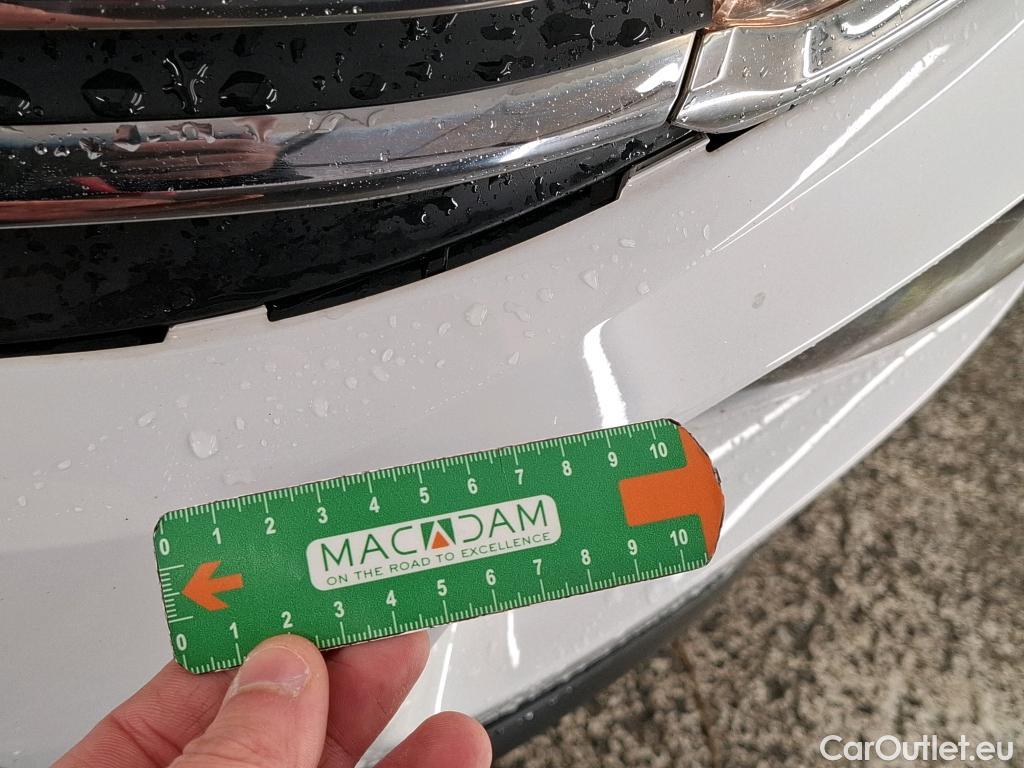 0 1 2 3 4 5 6 7 8 9 10
MACADAM
ON THE ROAD TO EXCELLENCE
0 1 2 3 4 5 6 7 8 9 10
CarOutlet.eu